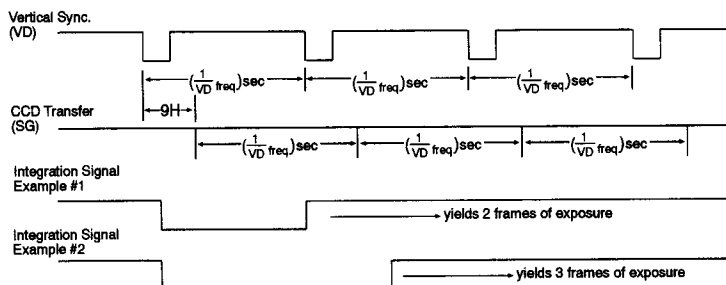 Vertical Sync.
(VD)
(1/VD freq)sec
(1/VD freq)sec
(1/VD freq)sec
9H
CCD Transfer
(SG)
(1/VD freq)sec
(1/VD freq)sec
(1/VD freq)sec
Integration Signal
Example #1
yields 2 frames of exposure
Integration Signal
Example #2
yields 3 frames of exposure